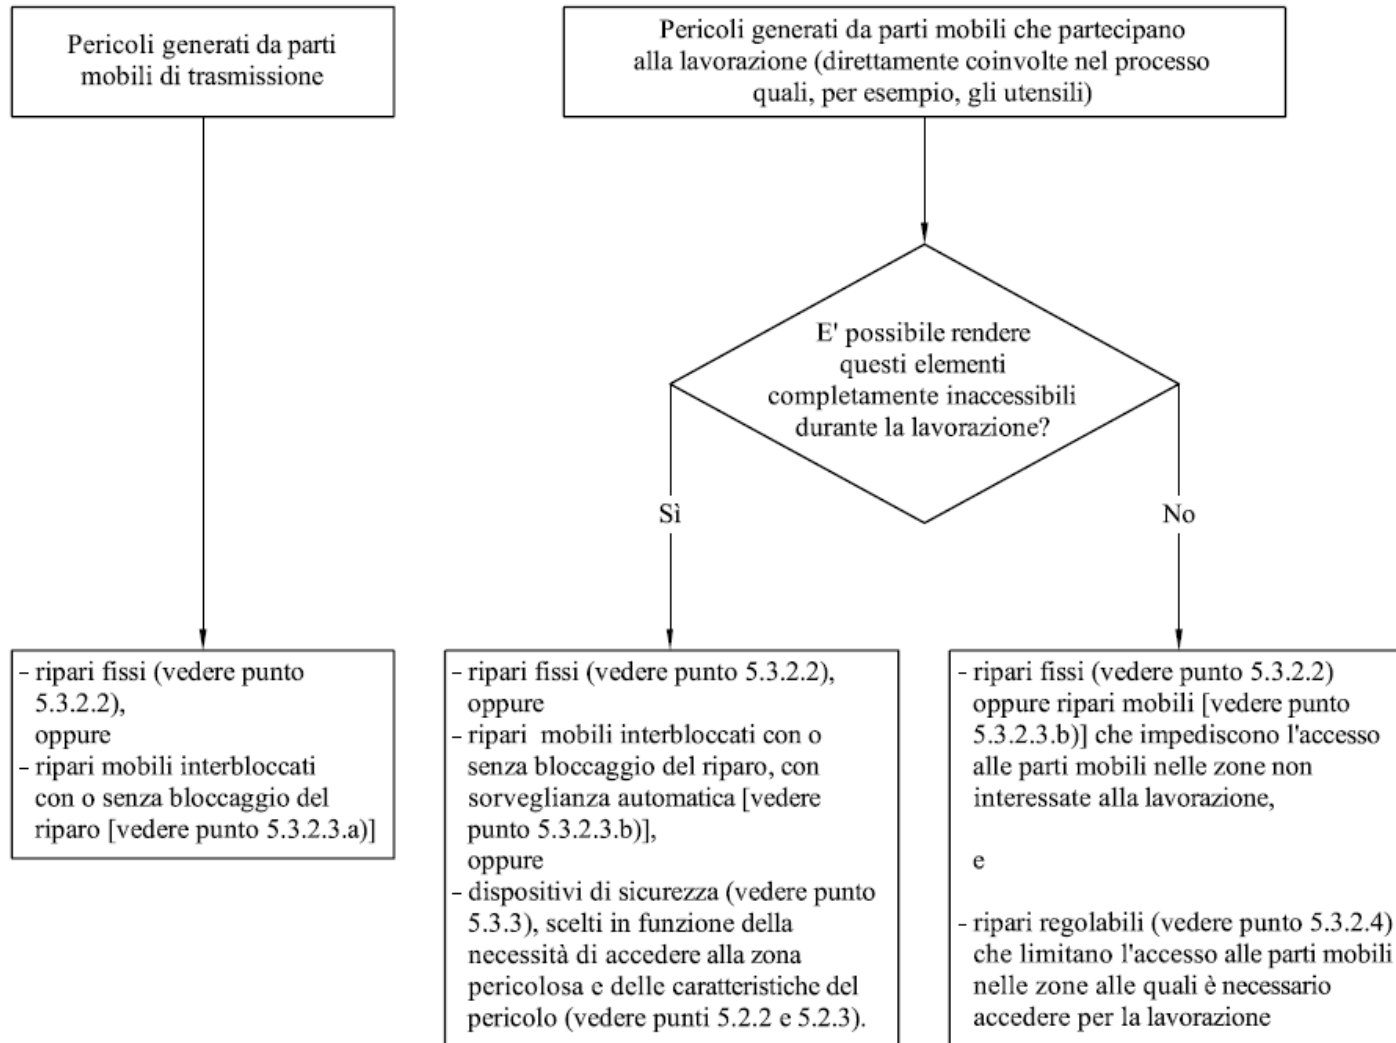 Pericoli generati da parti
mobili di trasmissione
Pericoli generati da parti mobili che partecipano
alla lavorazione (direttamente coinvolte nel processo
quali, per esempio, gli utensili)
E' possibile rendere
questi elementi
completamente inaccessibili
durante la lavorazione?
Sì
No
- ripari fissi (vedere punto
5.3.2.2),
oppure
- ripari mobili interbloccati
con o senza bloccaggio del
riparo [vedere punto 5.3.2.3.a)]
- ripari fissi (vedere punto 5.3.2.2),
oppure
- ripari mobili interbloccati con o
senza bloccaggio del riparo, con
sorveglianza automatica [vedere
punto 5.3.2.3.b)],
oppure
- dispositivi di sicurezza (vedere punto
5.3.3), scelti in funzione della
necessità di accedere alla zona
pericolosa e delle caratteristiche del
pericolo (vedere punti 5.2.2 e 5.2.3).
- ripari fissi (vedere punto 5.3.2.2)
oppure ripari mobili [vedere punto
5.3.2.3.b)] che impediscono l'accesso
alle parti mobili nelle zone non
interessate alla lavorazione,
e
- ripari regolabili (vedere punto 5.3.2.4)
che limitano l'accesso alle parti mobili
nelle zone alle quali è necessario
accedere per la lavorazione